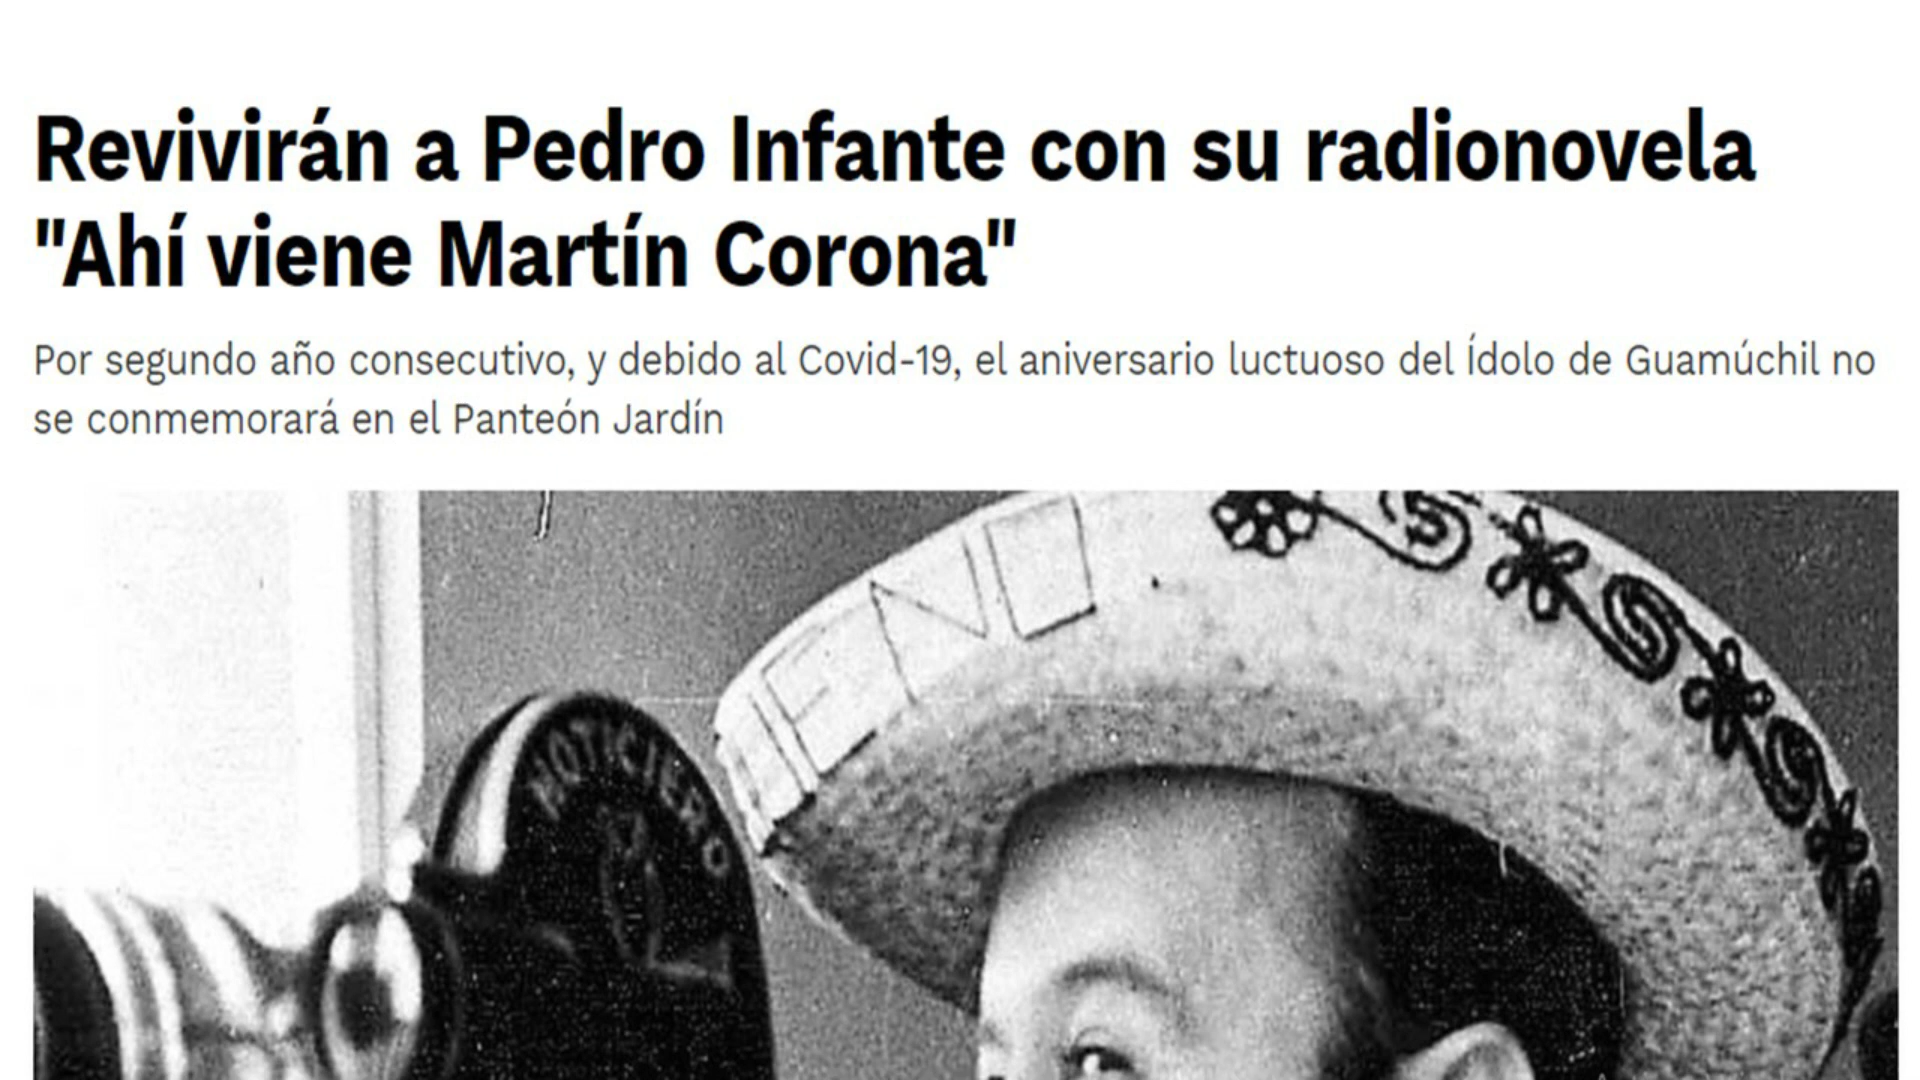 Revivirán a Pedro Infante con su radionovela
"Ahí viene Martín Corona"
Por segundo año consecutivo, y debido al Covid-19, el aniversario luctuoso del Ídolo de Guamúchil no
se conmemorará en el Panteón Jardín
NOTICIERO